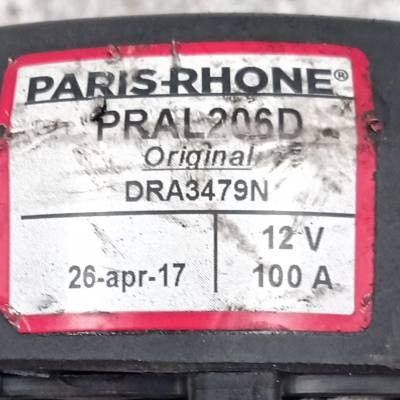 PARIS-RHONE®
PRAL206D
Original
DRA3479N
12 V
26-apr-17
100 A